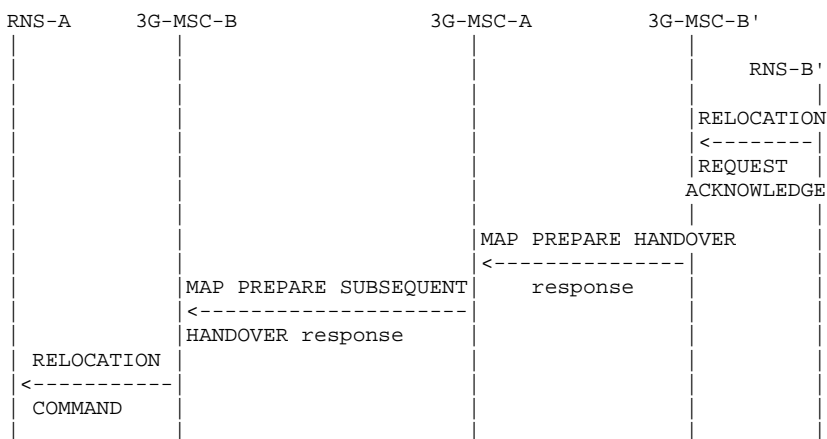 RNS-A 3G-MSC-B 3G-MSC-A 3G-MSC-B'
RNS-B'
RELOCATION
REQUEST
ACKNOWLEDGE
MAP PREPARE HANDOVER
response
MAP PREPARE SUBSEQUENT
HANDOVER response
RELOCATION
COMMAND